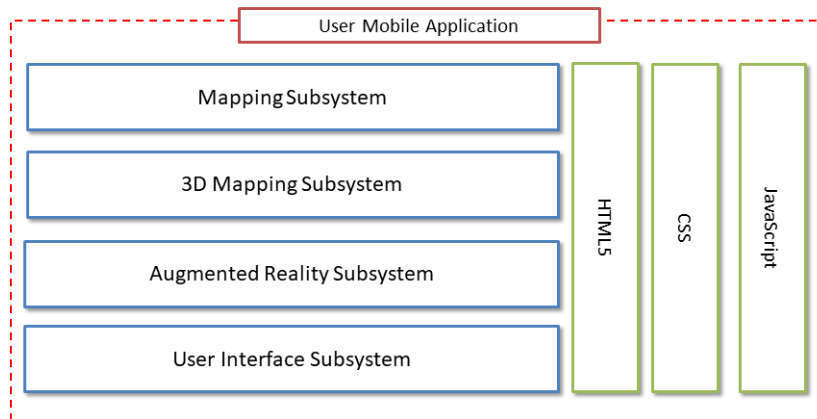 User Mobile Application
Mapping Subsystem
3D Mapping Subsystem
Augmented Reality Subsystem
User Interface Subsystem
HTML5
CSS
JavaScript